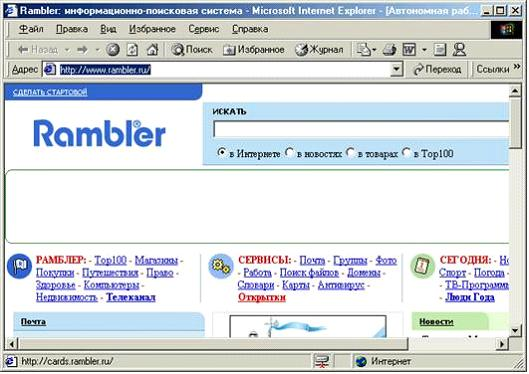 Rambler: информационно-поисковая система - Microsoft Internet Explorer - [Автономная раб...
Файл Правка Вид Избранное Сервис Справка
Назад Поиск Избранное Журнал
Адрес http://www.rambler.ru/ Переход Ссылки »
СДЕЛАТЬ СТАРТОВОЙ
Rambler®
ИСКАТЬ
в Интернете в новостях в товарах в Top100
РАМБЛЕР: - Top100 - Магазины -
Покупки - Путешествия - Право -
Здоровье - Компьютеры -
Недвижимость - Телеканал
СЕРВИСЫ: - Почта - Группы - Фото
- Работа - Поиск файлов - Домены -
Словари - Карты - Антивирус -
Открытки
СЕГОДНЯ: - Но
Спорт - Погода -
ТВ-Программ
Люди Года
Почта
Новости
http://cards.rambler.ru/ Интернет